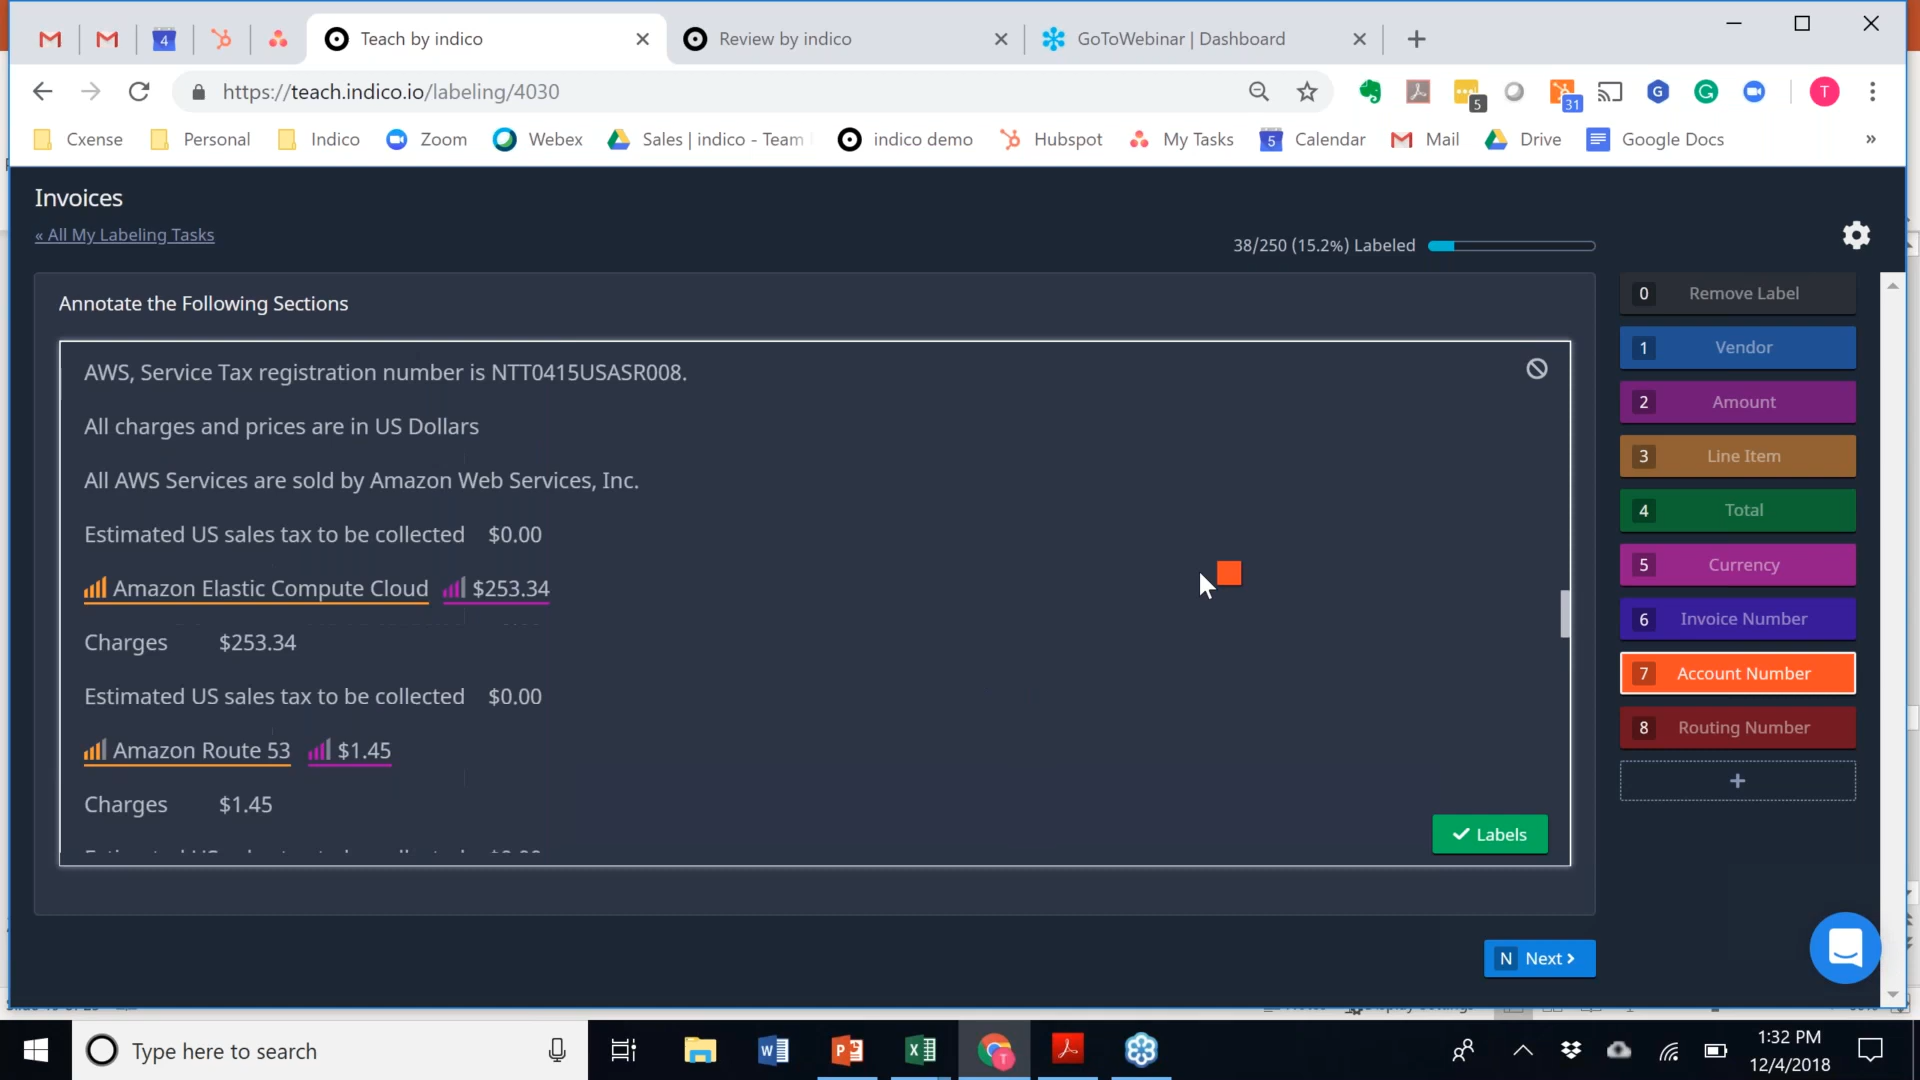 4
Teach by indico
Review by indico
GoToWebinar | Dashboard
https://teach.indico.io/labeling/4030
5
31
G
T
Cxense
Personal
Indico
Zoom
Webex
Sales | indico - Team
indico demo
Hubspot
My Tasks
5
Calendar
Mail
Drive
Google Docs
»
Invoices
« All My Labeling Tasks
38/250 (15.2%) Labeled
Annotate the Following Sections
AWS, Service Tax registration number is NTT0415USASR008.
All charges and prices are in US Dollars
All AWS Services are sold by Amazon Web Services, Inc.
Estimated US sales tax to be collected $0.00
Amazon Elastic Compute Cloud $253.34
Charges $253.34
Estimated US sales tax to be collected $0.00
Amazon Route 53 $1.45
Charges $1.45
Labels
0 Remove Label
1 Vendor
2 Amount
3 Line Item
4 Total
5 Currency
6 Invoice Number
7 Account Number
8 Routing Number
+
N Next >
Type here to search
1:32 PM
12/4/2018